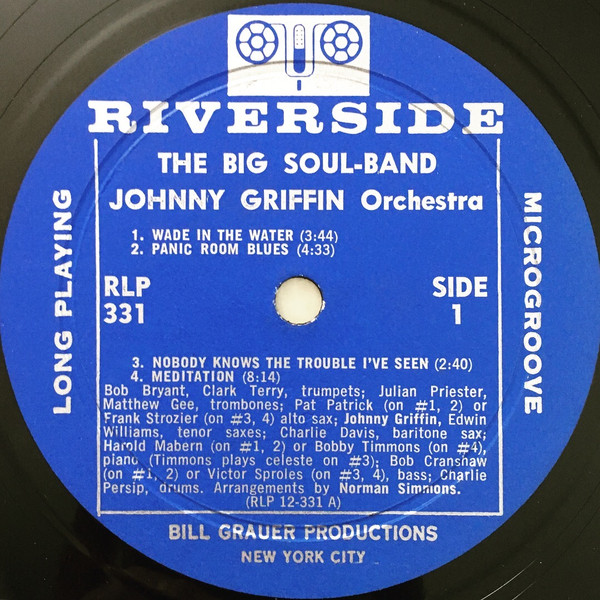 RIVERSIDE
THE BIG SOUL-BAND
JOHNNY GRIFFIN Orchestra
1. WADE IN THE WATER (3:44)
2. PANIC ROOM BLUES (4:33)
LONG PLAYING
RLP
331
SIDE
1
MICROGROOVE
3. NOBODY KNOWS THE TROUBLE I'VE SEEN (2:40)
4. MEDITATION (8:14)
Bob Bryant, Clark Terry, trumpets; Julian Priester,
Matthew Gee, trombones; Pat Patrick (on #1, 2) or
Frank Strozier (on #3, 4) alto sax; Johnny Griffin, Edwin
Williams, tenor saxes; Charlie Davis, baritone sax;
Harold Mabern (on #1, 2) or Bobby Timmons (on #4),
piano (Timmons plays celeste on #3); Bob Cranshaw
(on #1, 2) or Victor Sproles (on #3, 4), bass; Charlie
Persip, drums. Arrangements by Norman Simmons.
(RLP 12-331 A)
BILL GRAUER PRODUCTIONS
NEW YORK CITY